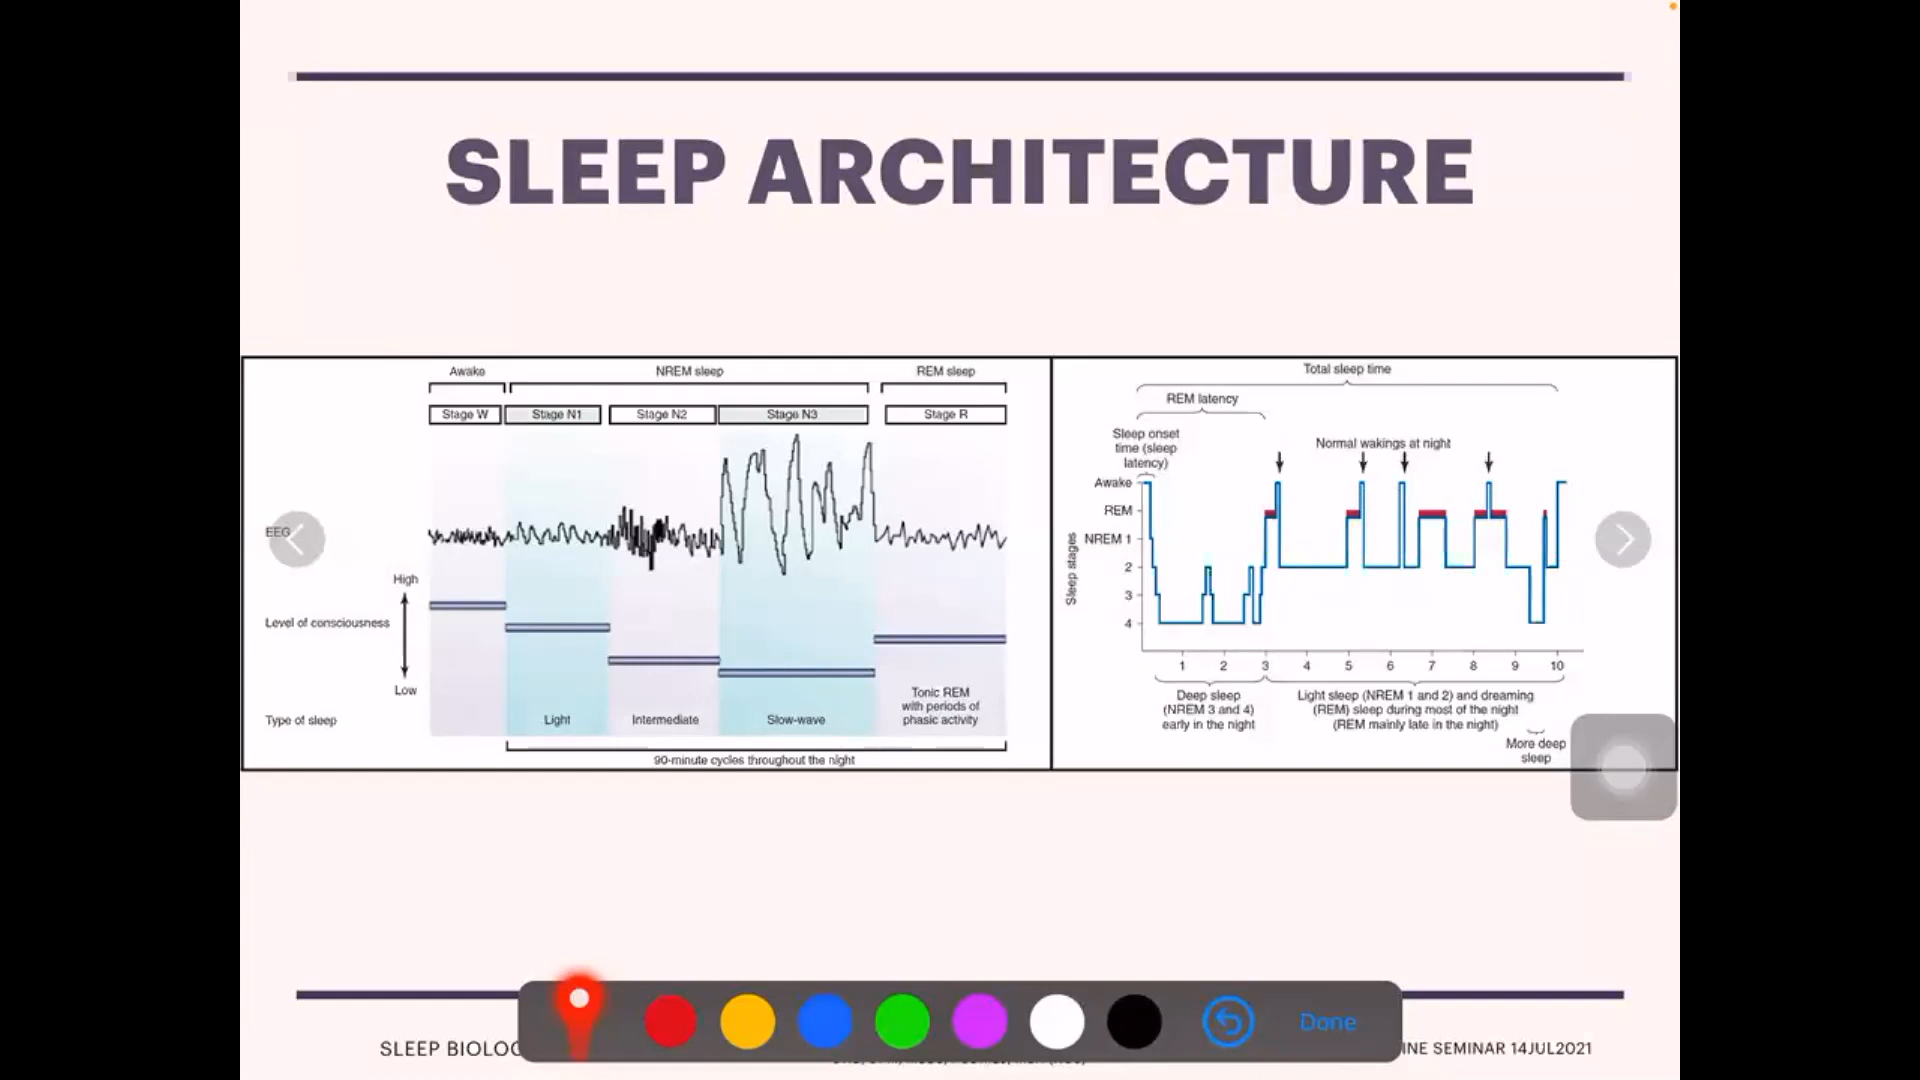 SLEEP ARCHITECTURE
Awake
NREM sleep
REM sleep
Stage W
Stage N1
Stage N2
Stage N3
Stage R
EEG
High
Level of consciousness
Low
Type of sleep
Light
Intermediate
Slow-wave
Tonic REM
with periods of
phasic activity
90-minute cycles throughout the night
Total sleep time
REM latency
Sleep onset
time (sleep
latency)
Normal wakings at night
Sleep stages
Awake
REM
NREM 1
2
3
4
1 2 3 4 5 6 7 8 9 10
Deep sleep
(NREM 3 and 4)
early in the night
Light sleep (NREM 1 and 2) and dreaming
(REM) sleep during most of the night
(REM mainly late in the night)
More deep
sleep
Done
SLEEP
SEMINAR 14JUL2021